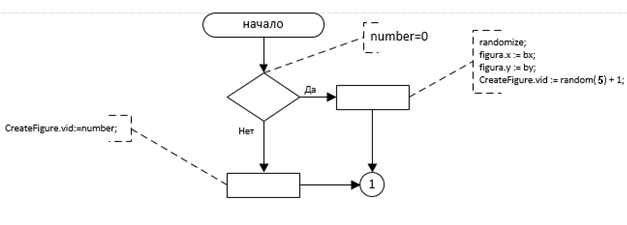 начало
number=0
randomize;
figura.x := bx;
figura.y := by;
CreateFigure.vid := random(5) + 1;
Да
Нет
CreateFigure.vid:=number;
1